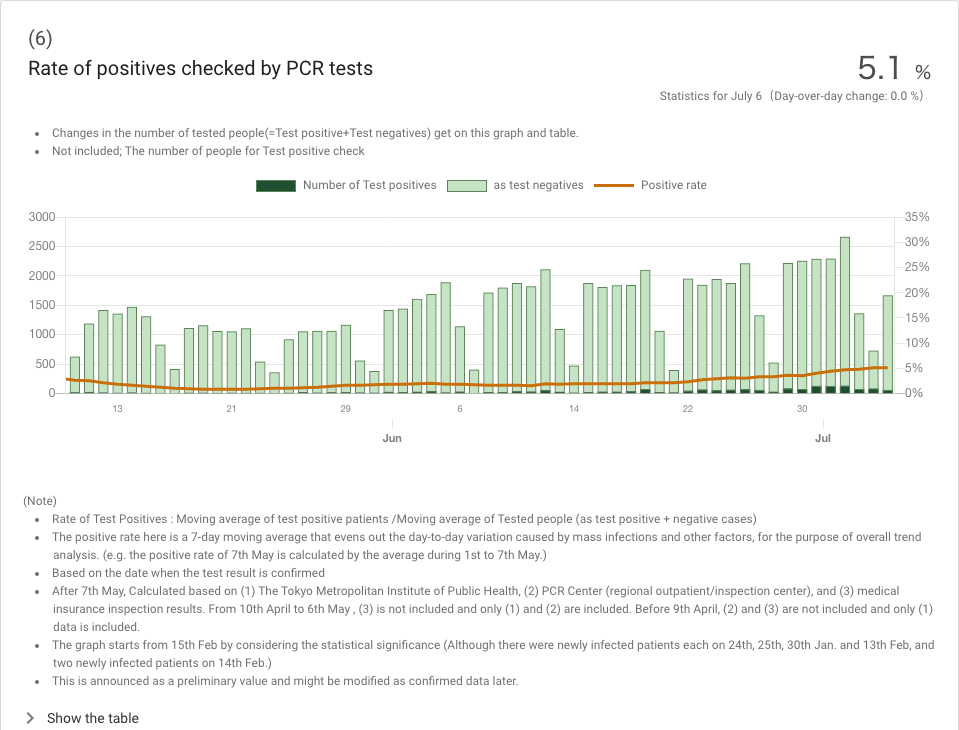 (6)
Rate of positives checked by PCR tests
5.1 %
Statistics for July 6 (Day-over-day change: 0.0 %)
Changes in the number of tested people(=Test positive+Test negatives) get on this graph and table.
Not included; The number of people for Test positive check
Number of Test positives as test negatives Positive rate
3000 35%
2500 30%
2000 25%
1500 20%
1000 15%
500 10%
0 5%
0%
13 21 29 6 14 22 30
Jun Jul
(Note)
Rate of Test Positives : Moving average of test positive patients /Moving average of Tested people (as test positive + negative cases)
The positive rate here is a 7-day moving average that evens out the day-to-day variation caused by mass infections and other factors, for the purpose of overall trend
analysis. (e.g. the positive rate of 7th May is calculated by the average during 1st to 7th May.)
Based on the date when the test result is confirmed
After 7th May, Calculated based on (1) The Tokyo Metropolitan Institute of Public Health, (2) PCR Center (regional outpatient/inspection center), and (3) medical
insurance inspection results. From 10th April to 6th May , (3) is not included and only (1) and (2) are included. Before 9th April, (2) and (3) are not included and only (1)
data is included.
The graph starts from 15th Feb by considering the statistical significance (Although there were newly infected patients each on 24th, 25th, 30th Jan. and 13th Feb, and
two newly infected patients on 14th Feb.)
This is announced as a preliminary value and might be modified as confirmed data later.
Show the table